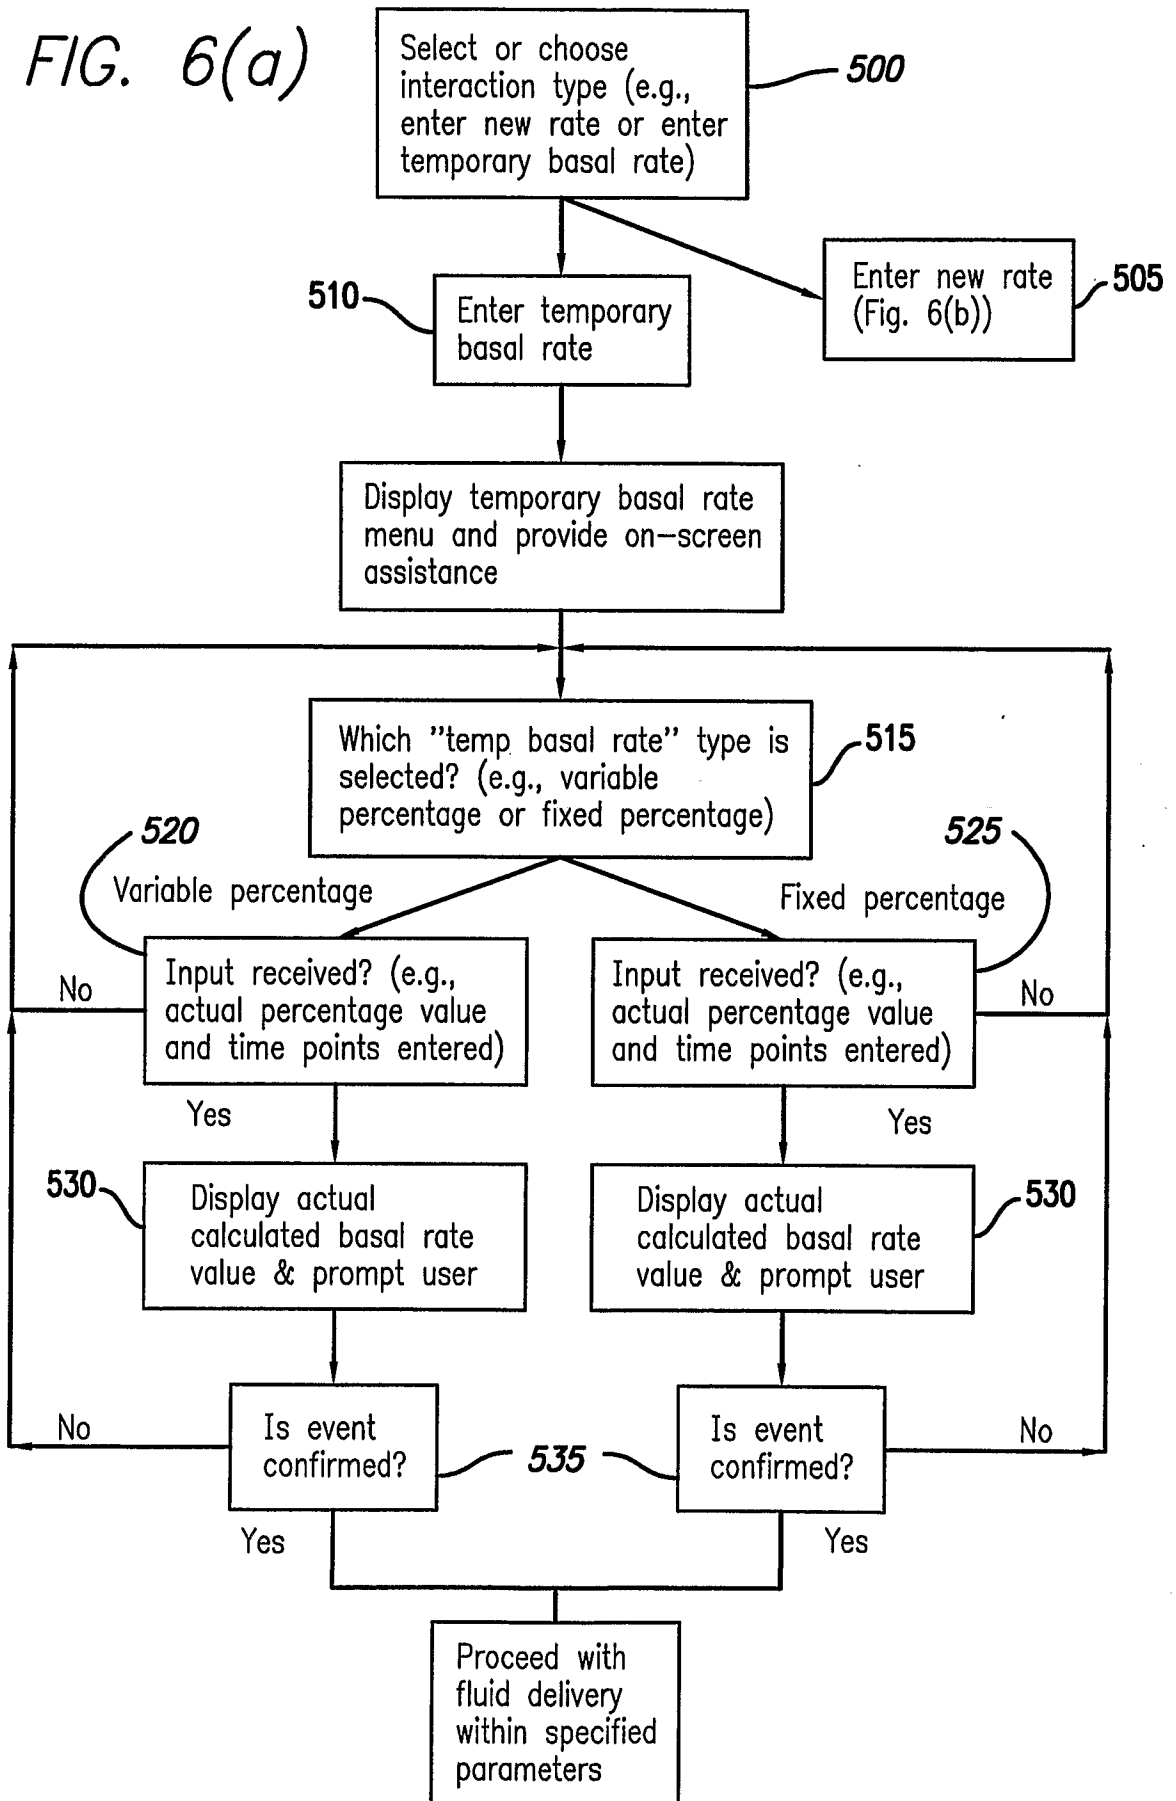 FIG. 6(a)
Select or choose
interaction type (e.g.,
enter new rate or enter
temporary basal rate)
500
Enter new rate
(Fig. 6(b))
505
510
Enter temporary
basal rate
Display temporary basal rate
menu and provide on-screen
assistance
Which "temp basal rate" type is
selected? (e.g., variable
percentage or fixed percentage)
515
520
525
Variable percentage
Fixed percentage
Input received? (e.g.,
actual percentage value
and time points entered)
No
Input received? (e.g.,
actual percentage value
and time points entered)
No
Yes
Yes
530
Display actual
calculated basal rate
value & prompt user
Display actual
calculated basal rate
value & prompt user
530
No
Is event
confirmed?
535
Is event
confirmed?
No
Yes
Yes
Proceed with
fluid delivery
within specified
parameters